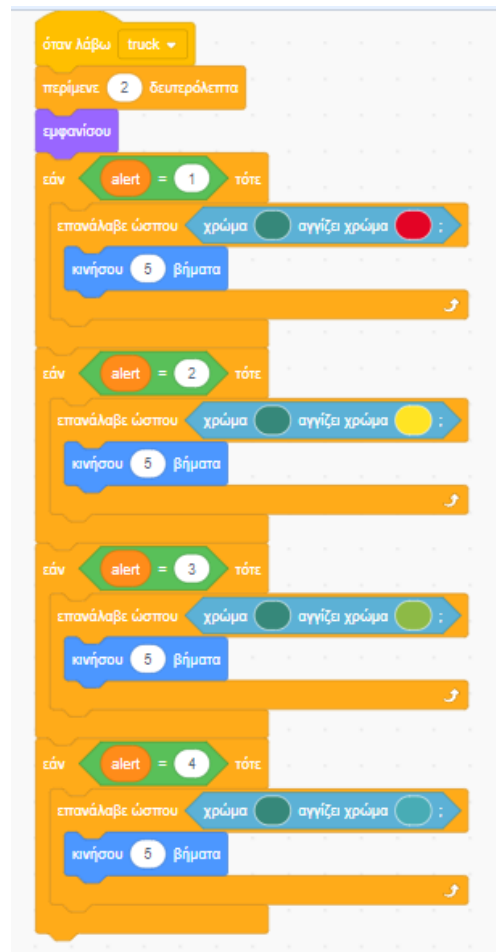 όταν λάβω truck
περίμενε 2 δευτερόλεπτα
εμφανίσου
εάν alert = 1 τότε
επανάλαβε ώσπου χρώμα αγγίζει χρώμα ;
κινήσου 5 βήματα
εάν alert = 2 τότε
επανάλαβε ώσπου χρώμα αγγίζει χρώμα ;
κινήσου 5 βήματα
εάν alert = 3 τότε
επανάλαβε ώσπου χρώμα αγγίζει χρώμα ;
κινήσου 5 βήματα
εάν alert = 4 τότε
επανάλαβε ώσπου χρώμα αγγίζει χρώμα ;
κινήσου 5 βήματα